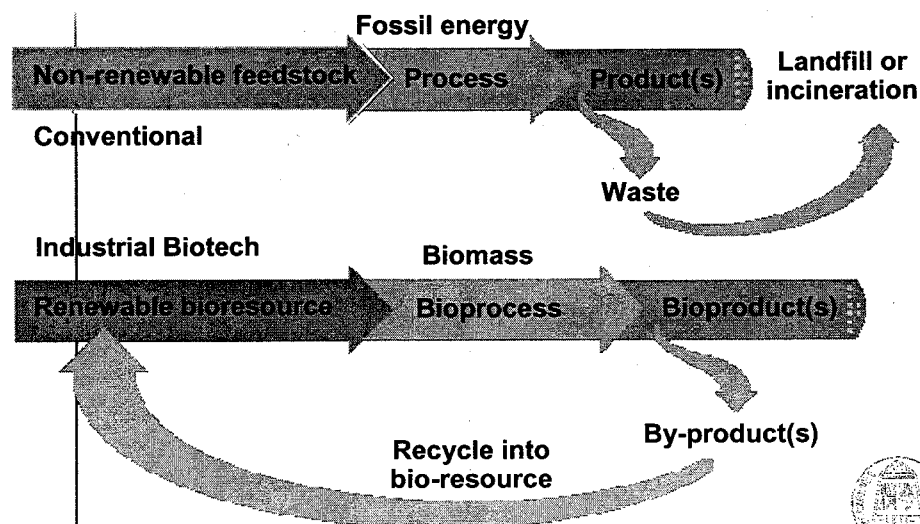 Fossil energy
Non-renewable feedstock
Process
Product(s)
Landfill or
incineration
Conventional
Waste
Industrial Biotech
Biomass
Renewable bioresource
Bioprocess
Bioproduct(s)
By-product(s)
Recycle into
bio-resource